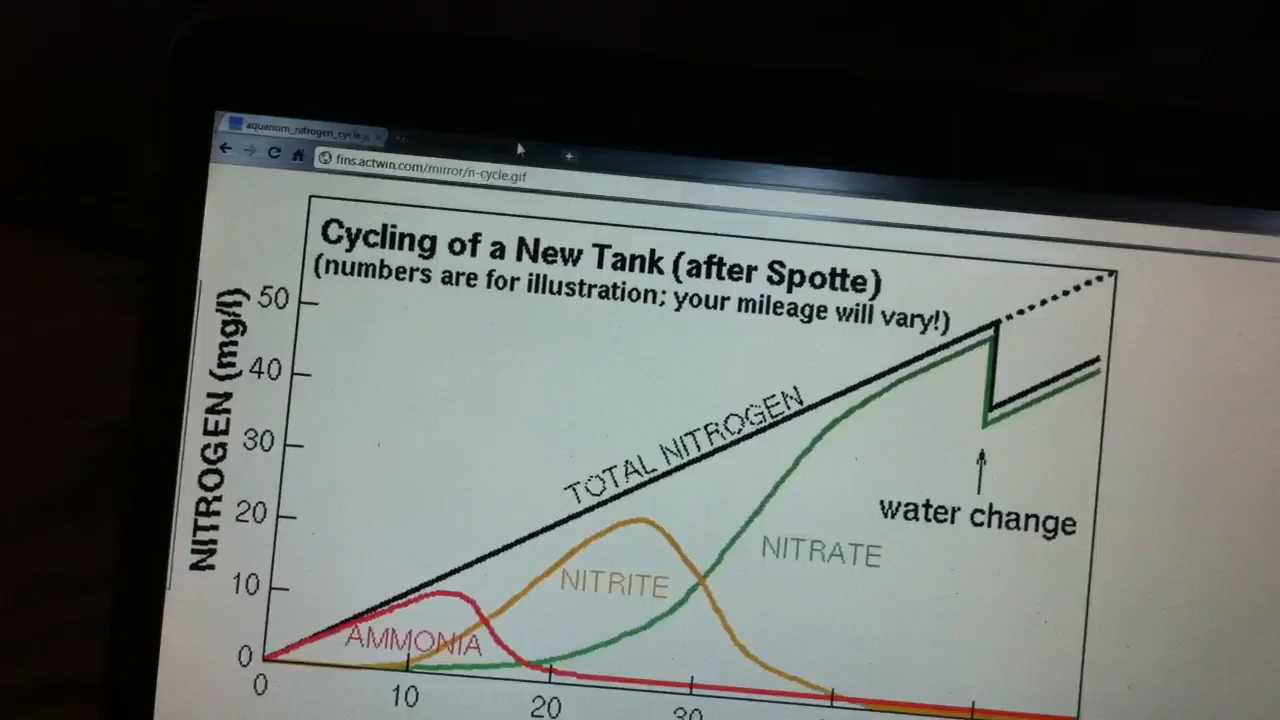 aquarium_nitrogen_cycle.g
fins.actwin.com/mirror/n-cycle.gif
Cycling of a New Tank (after Spotte)
(numbers are for illustration; your mileage will vary!)
NITROGEN (mg/l)
50
40
30
20
10
0
TOTAL NITROGEN
water change
NITRATE
NITRITE
AMMONIA
0
10
20
30